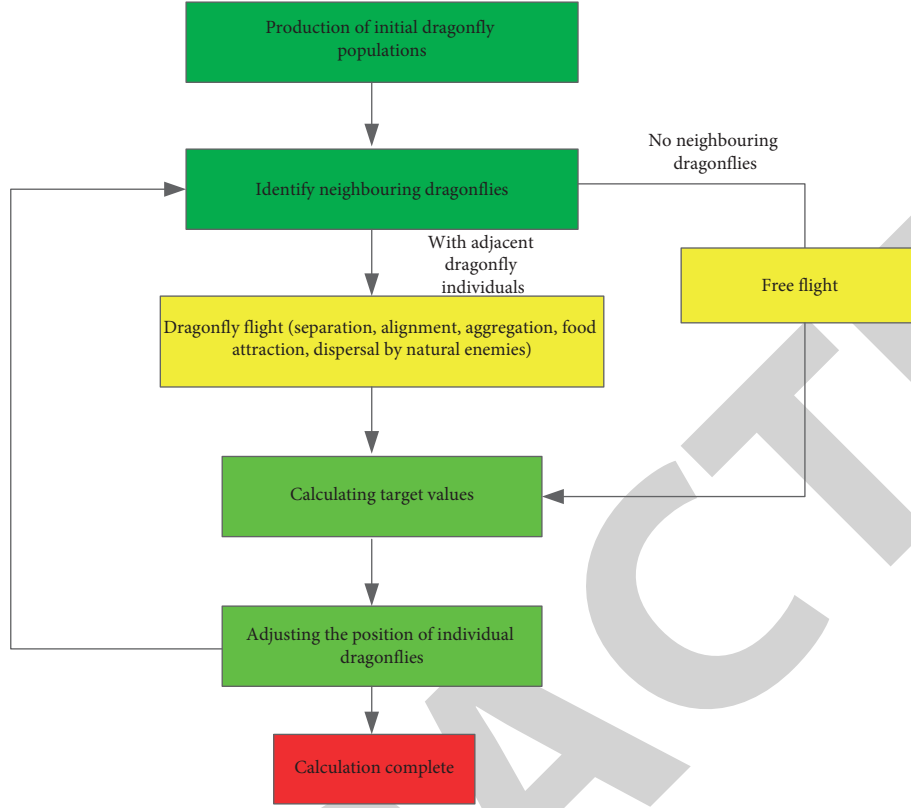 Production of initial dragonfly
populations
No neighbouring
dragonflies
Identify neighbouring dragonflies
With adjacent
dragonfly
individuals
Free flight
Dragonfly flight (separation, alignment, aggregation, food
attraction, dispersal by natural enemies)
Calculating target values
Adjusting the position of individual
dragonflies
Calculation complete
ACT